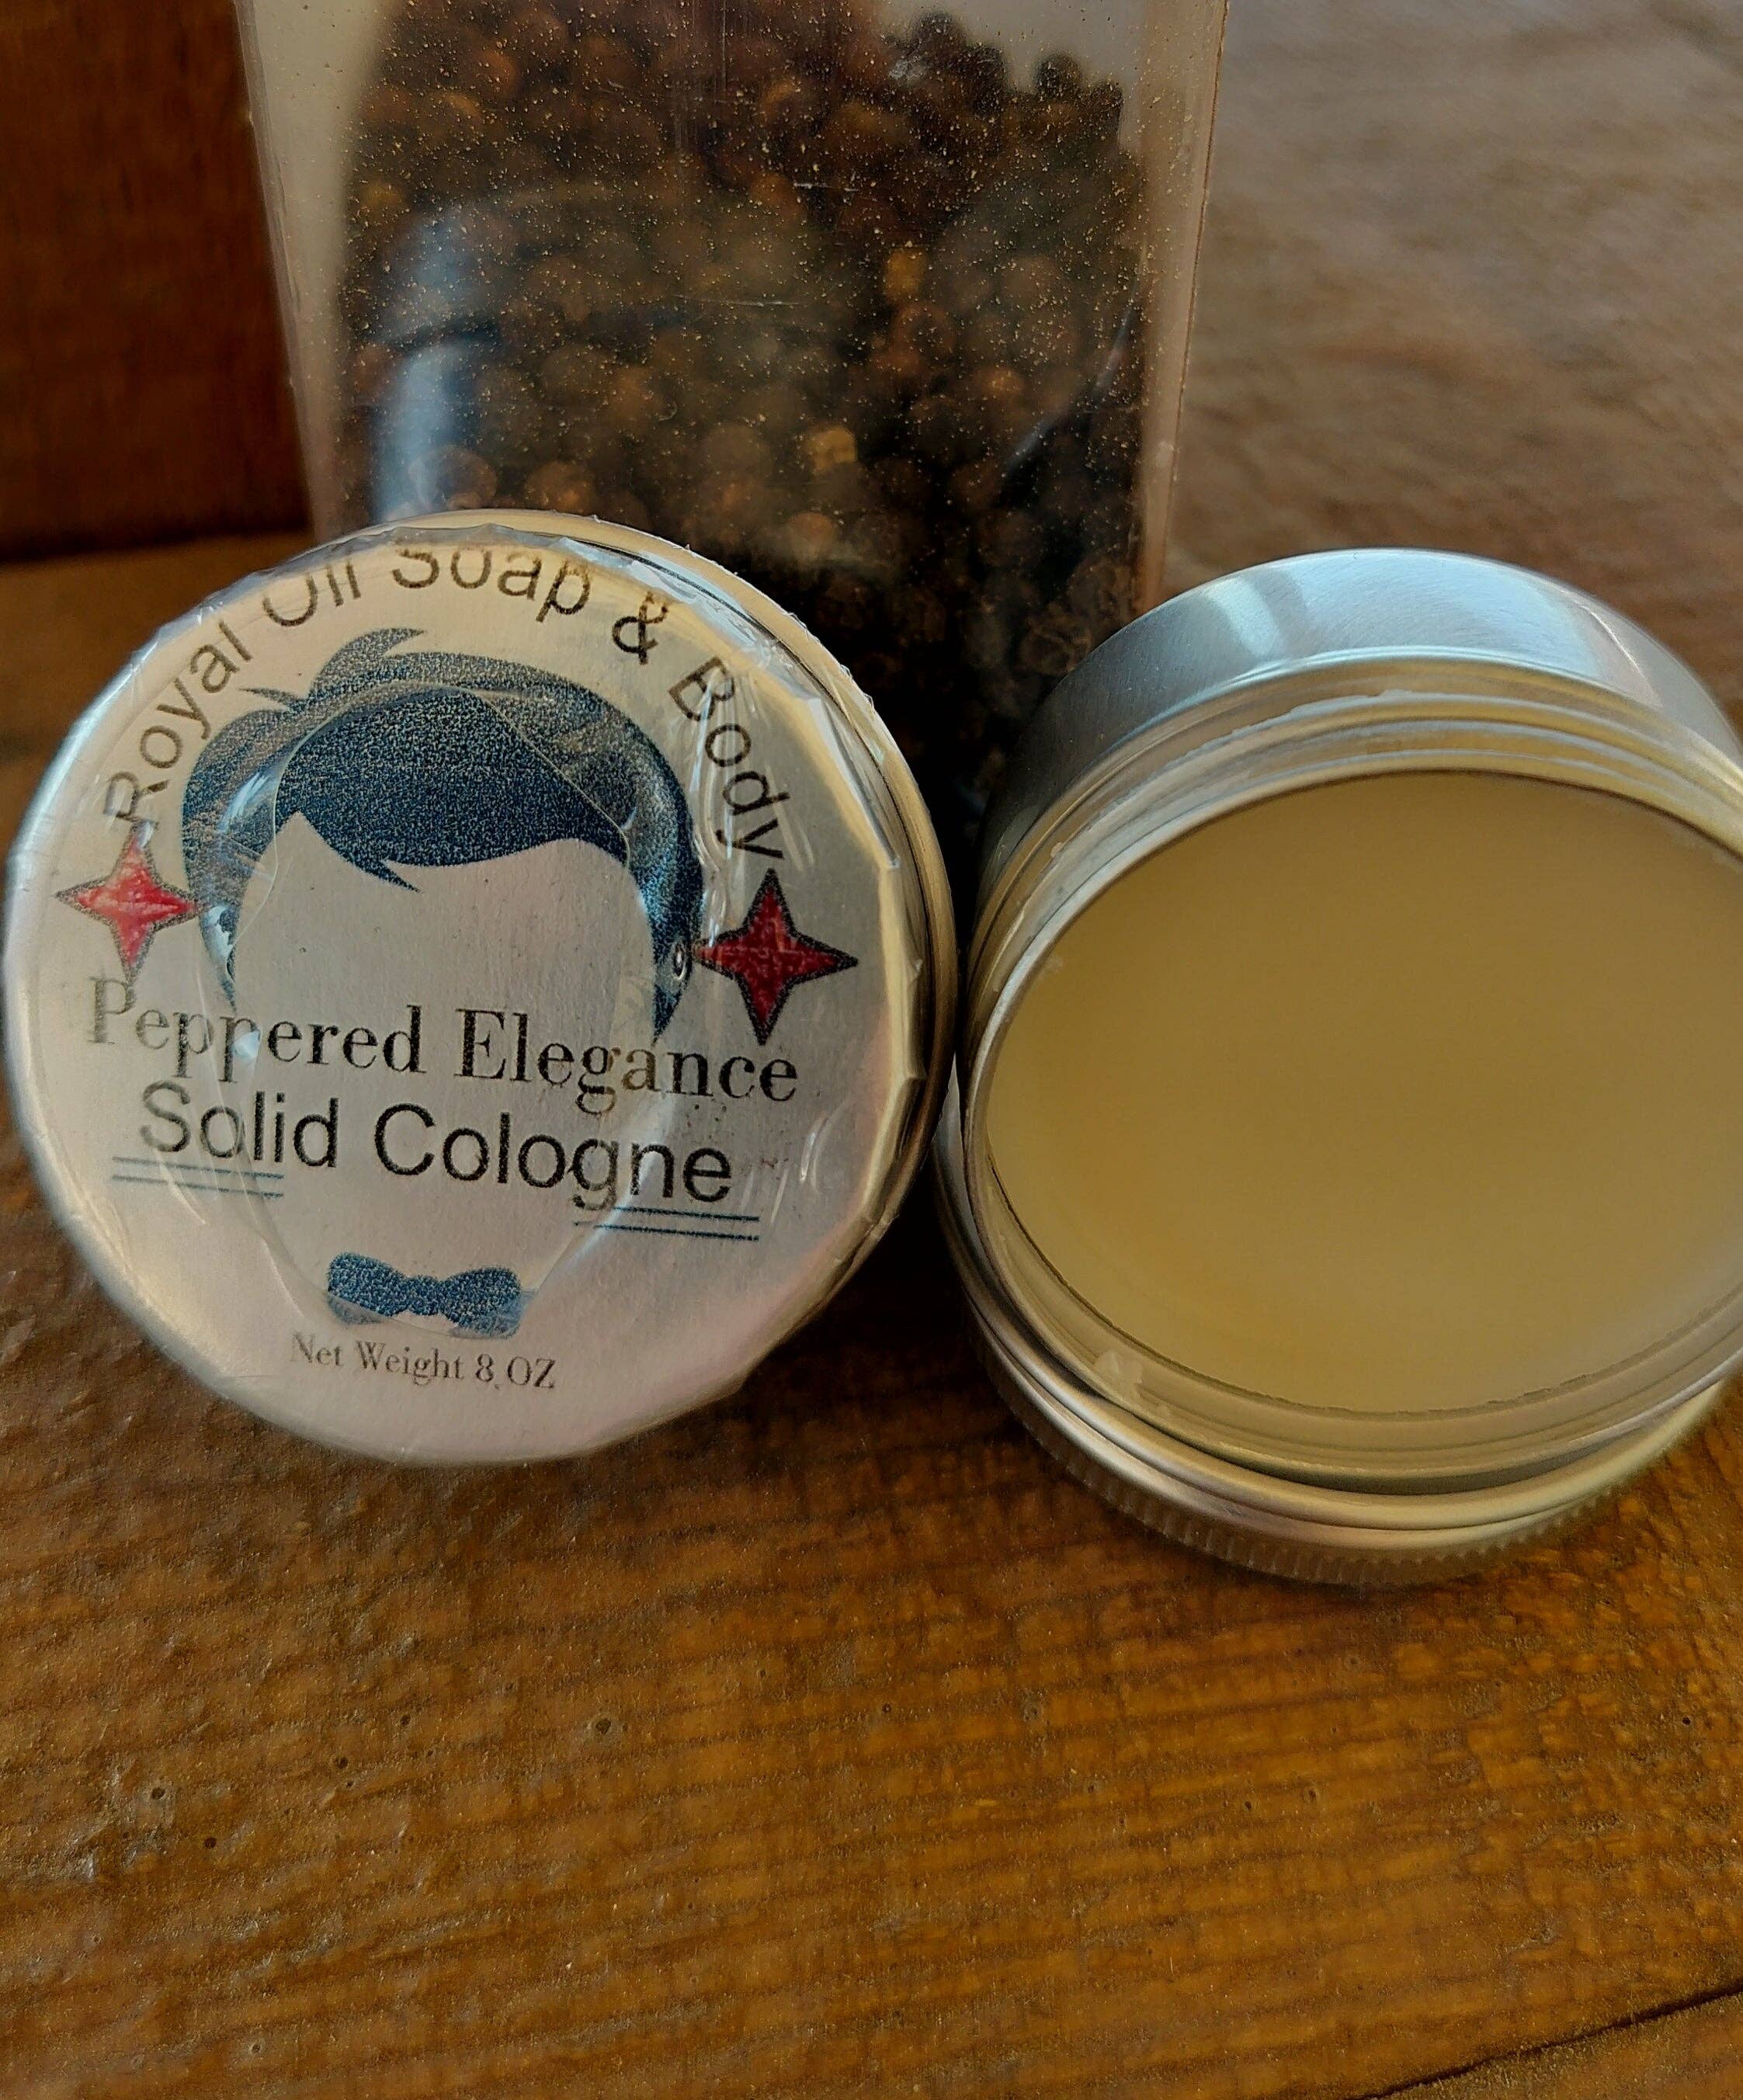 Royal Oil Soap & Body
Peppered Elegance
Solid Cologne
Net Weight 8 OZ